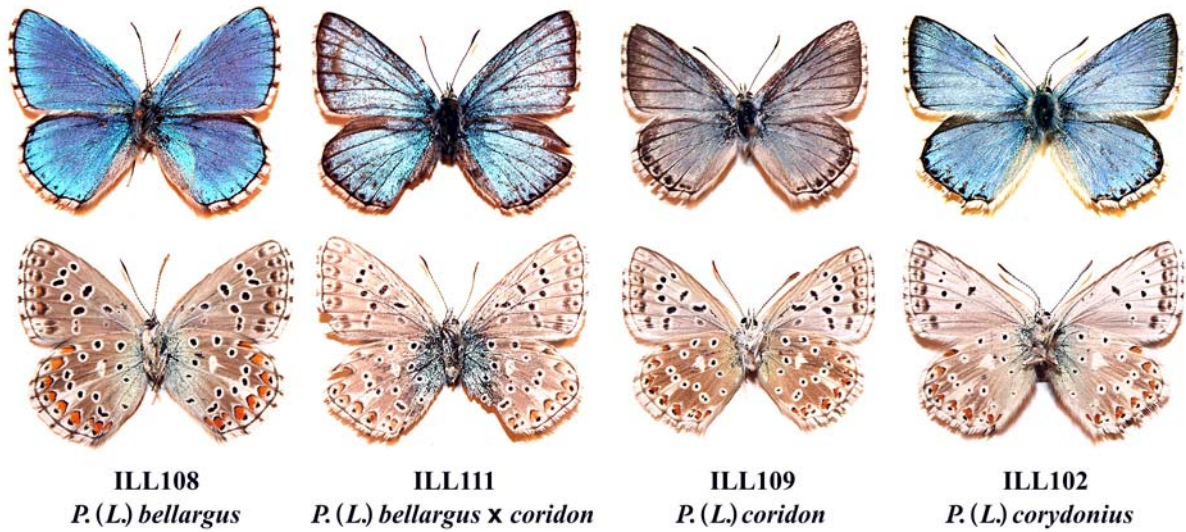 ILL108
P. (L.) bellargus
ILL111
P. (L.) bellargus x coridon
ILL109
P. (L.) coridon
ILL102
P. (L.) corydonius